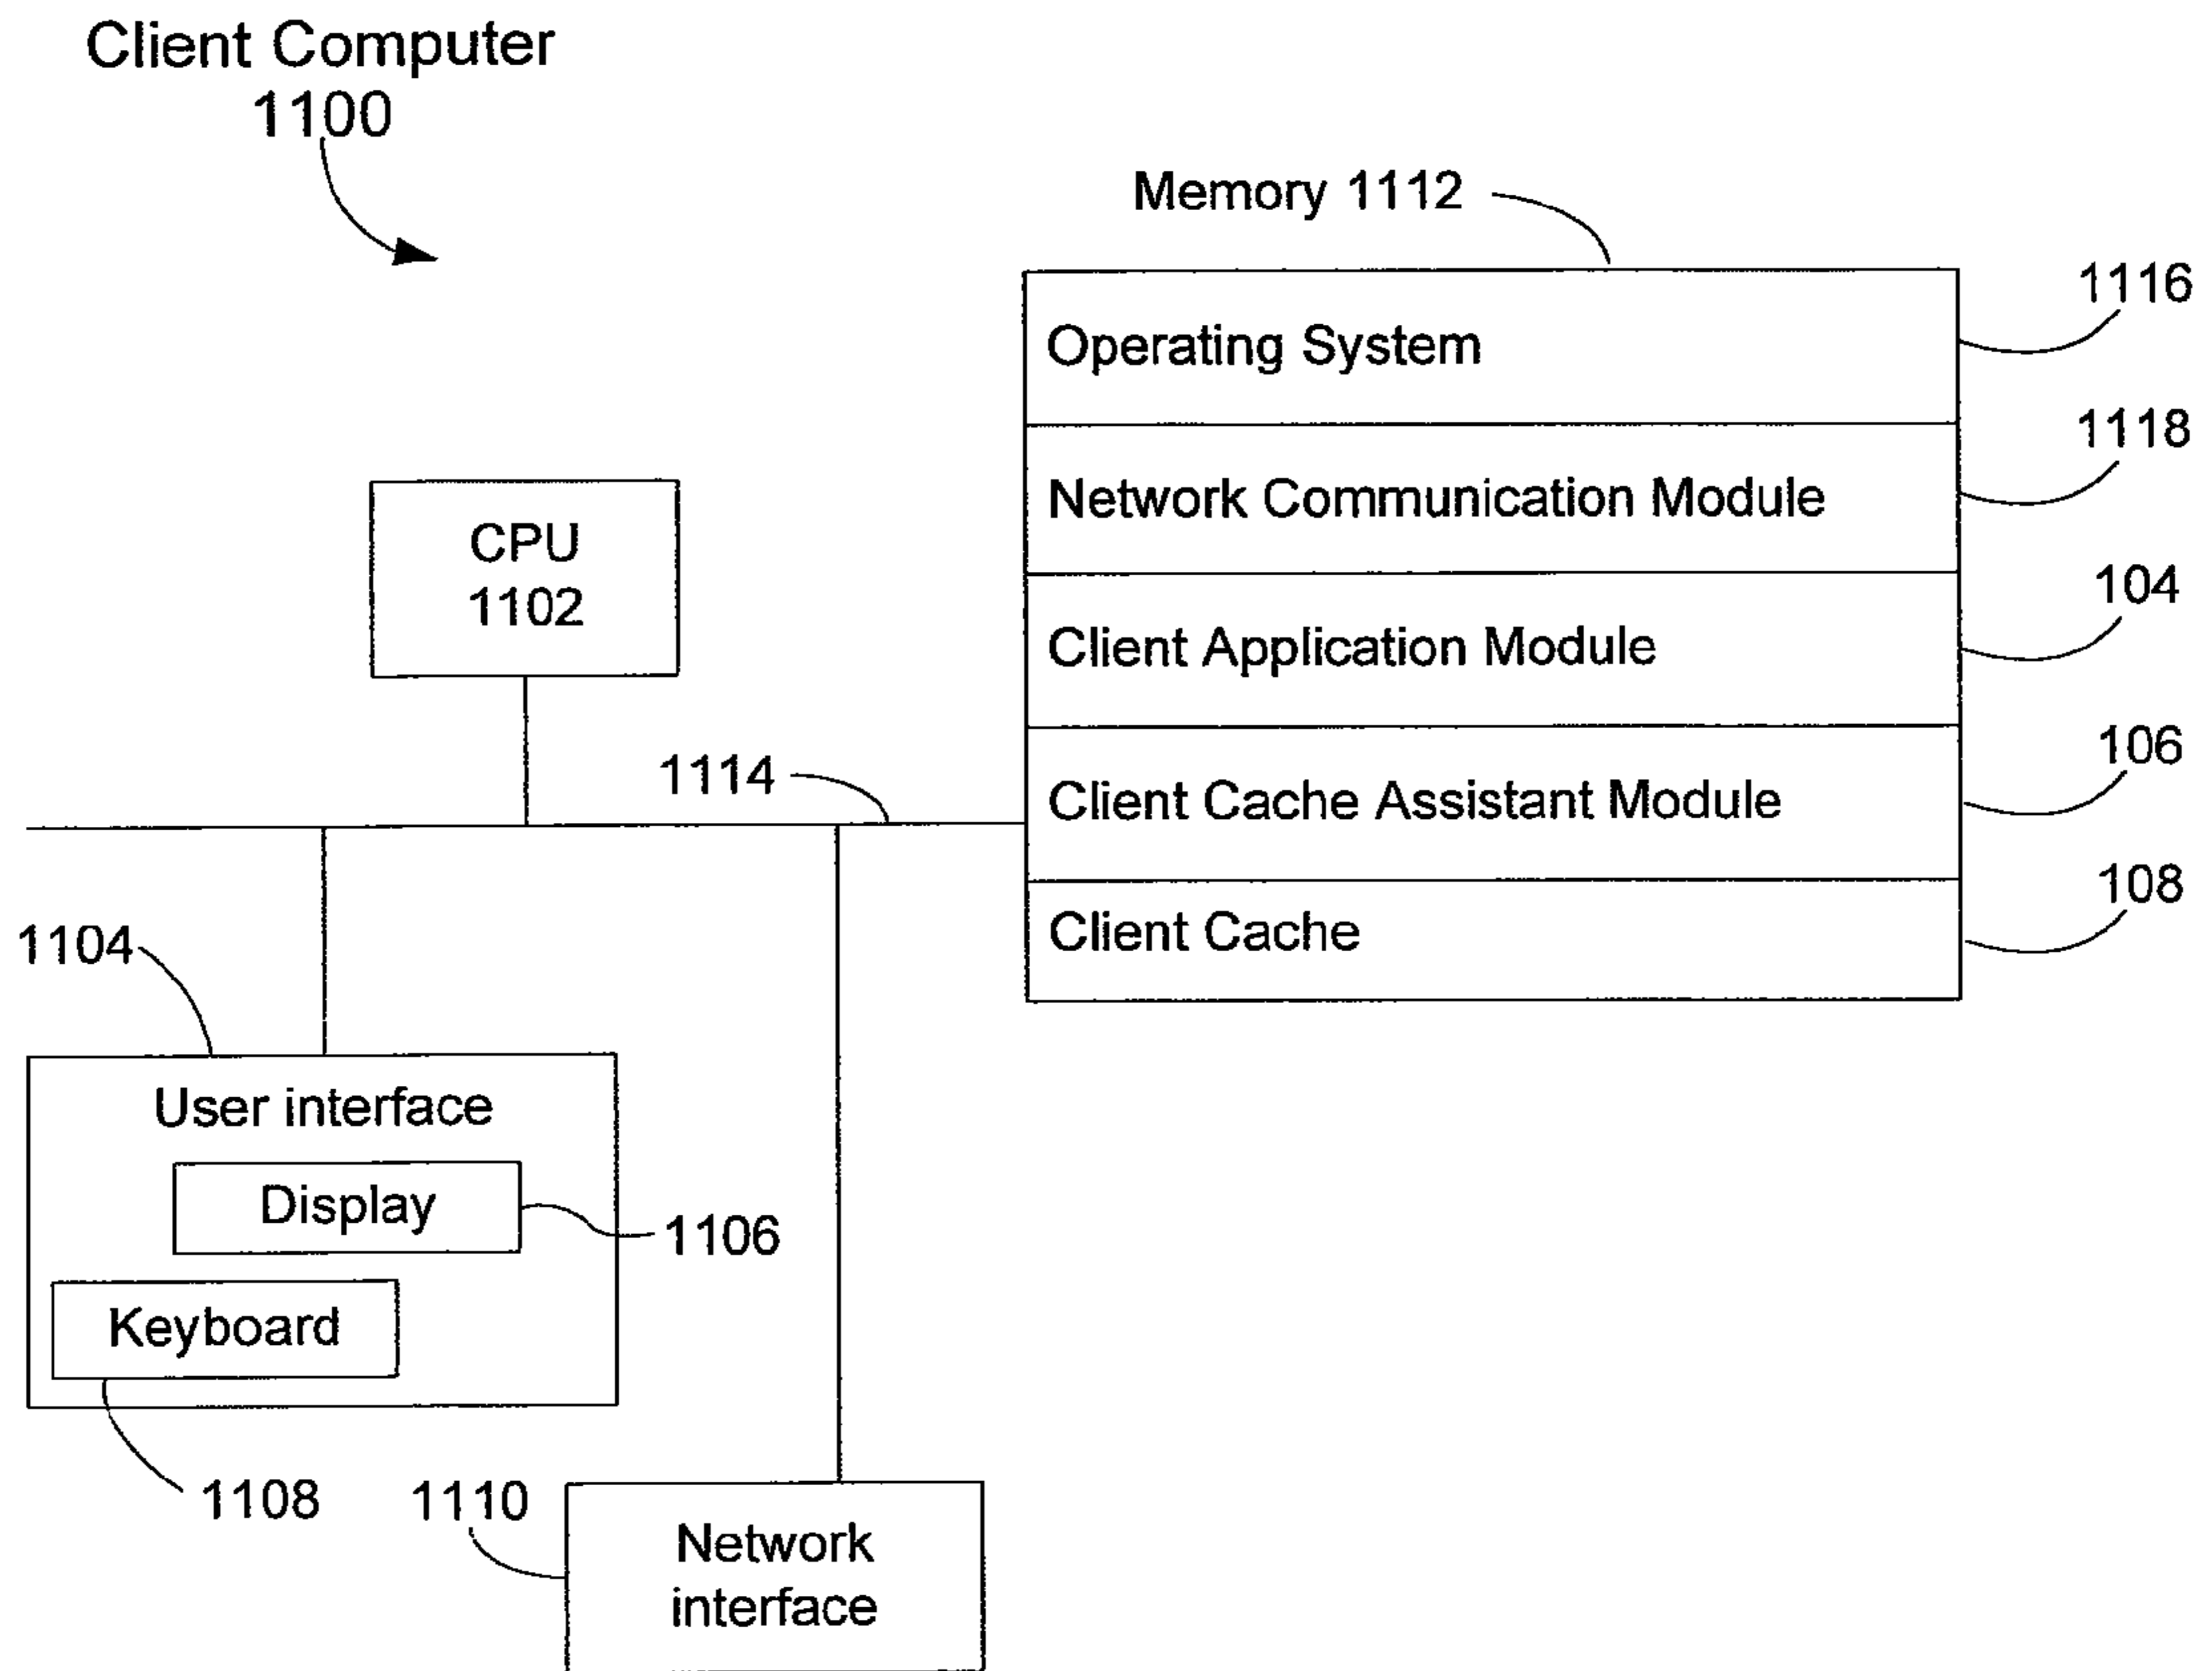 Client Computer
1100
Memory 1112
Operating System
1116
Network Communication Module
1118
Client Application Module
104
Client Cache Assistant Module
106
Client Cache
108
CPU
1102
1114
1104
User interface
Display
1106
Keyboard
1108
1110
Network
interface